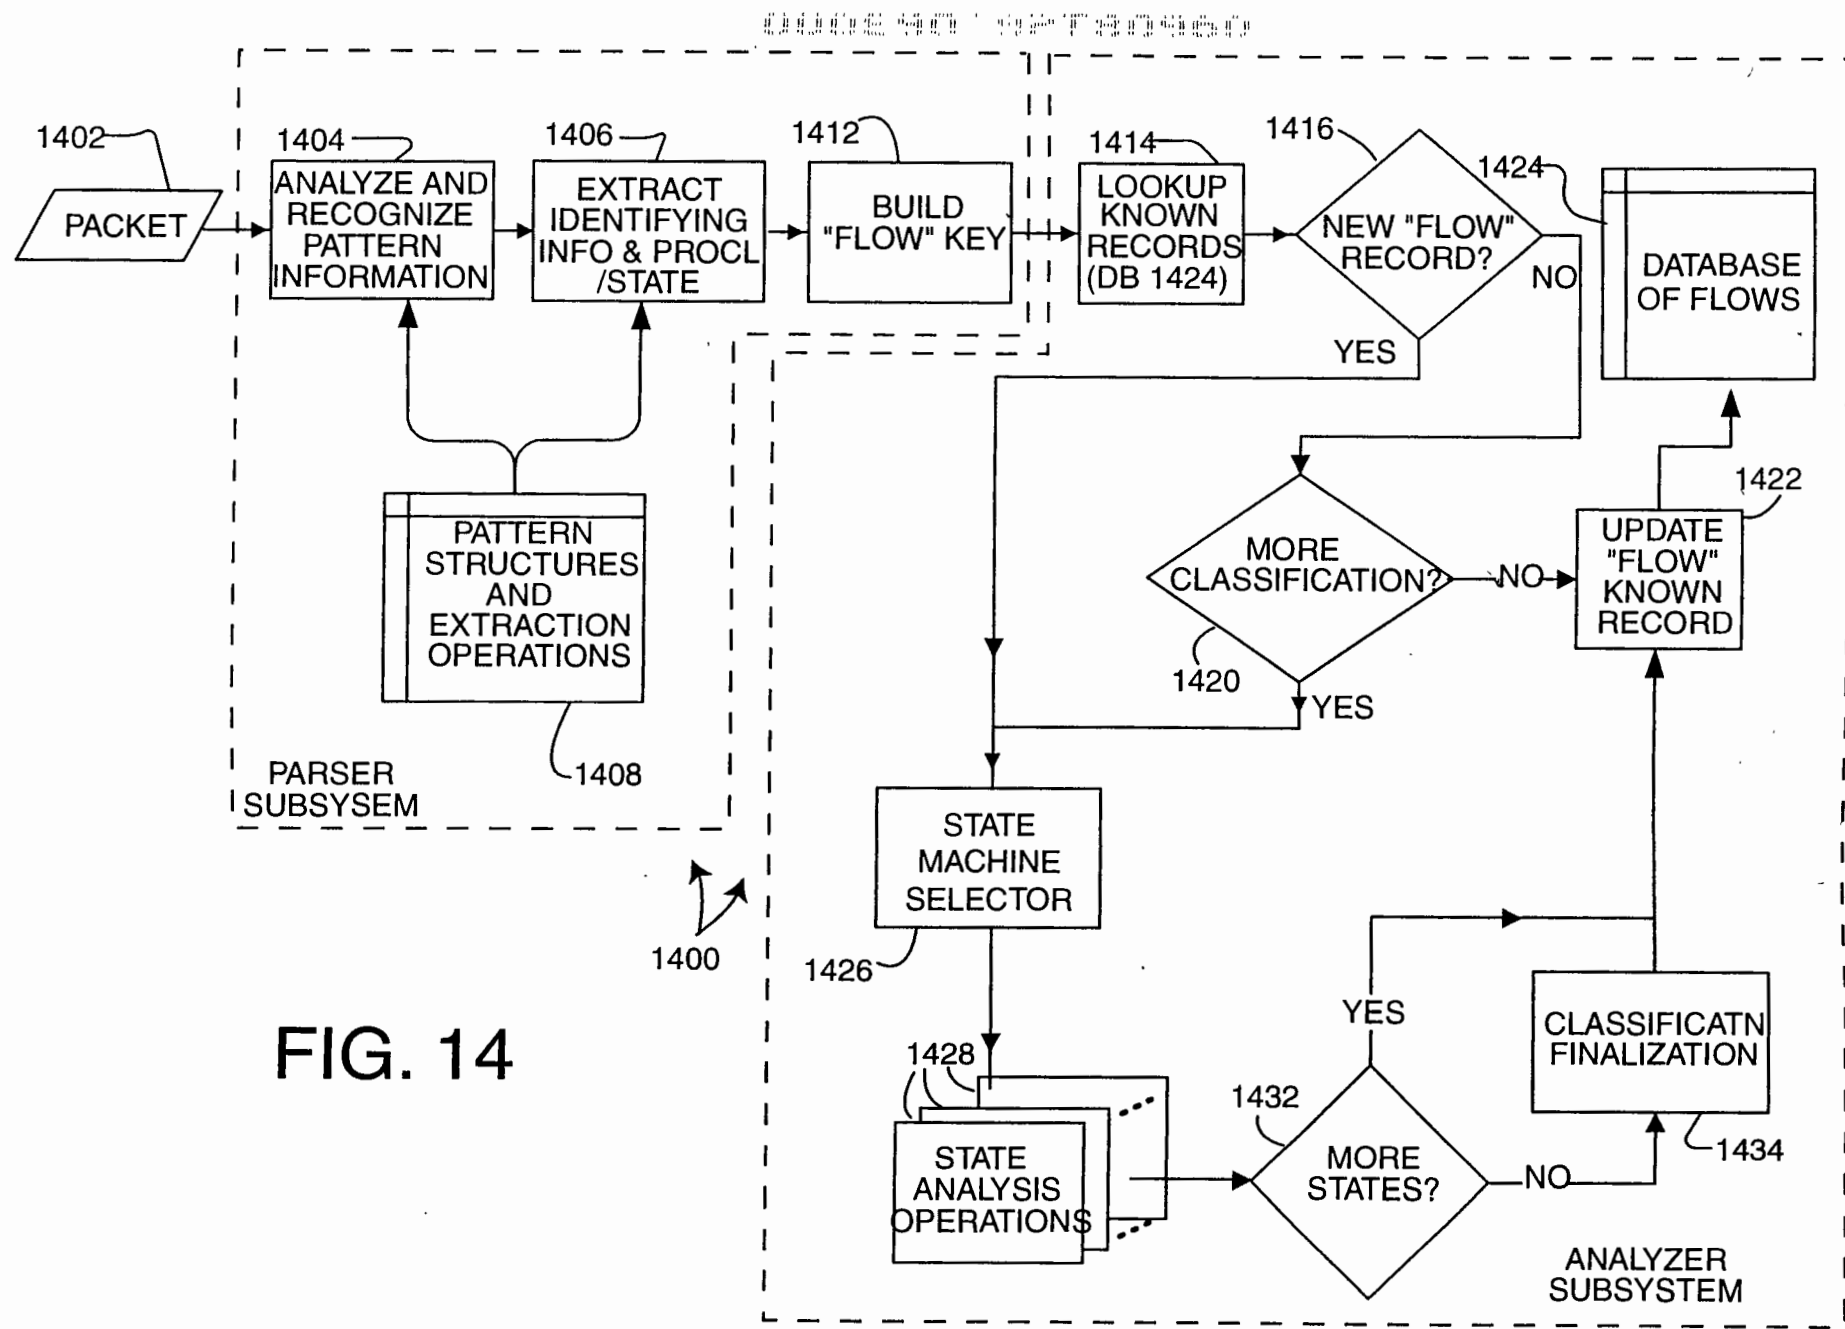 1402
PACKET
1404
ANALYZE AND
RECOGNIZE
PATTERN
INFORMATION
1406
EXTRACT
IDENTIFYING
INFO & PROCL
/STATE
1412
BUILD
"FLOW" KEY
1414
LOOKUP
KNOWN
RECORDS
(DB 1424)
1416
NEW "FLOW"
RECORD?
NO
YES
1424
DATABASE
OF FLOWS
PATTERN
STRUCTURES
AND
EXTRACTION
OPERATIONS
1408
PARSER
SUBSYSEM
MORE
CLASSIFICATION?
NO
1420
YES
1422
UPDATE
"FLOW"
KNOWN
RECORD
STATE
MACHINE
SELECTOR
1426
1400
FIG. 14
1428
STATE
ANALYSIS
OPERATIONS
1432
MORE
STATES?
YES
NO
CLASSIFICATN
FINALIZATION
1434
ANALYZER
SUBSYSTEM